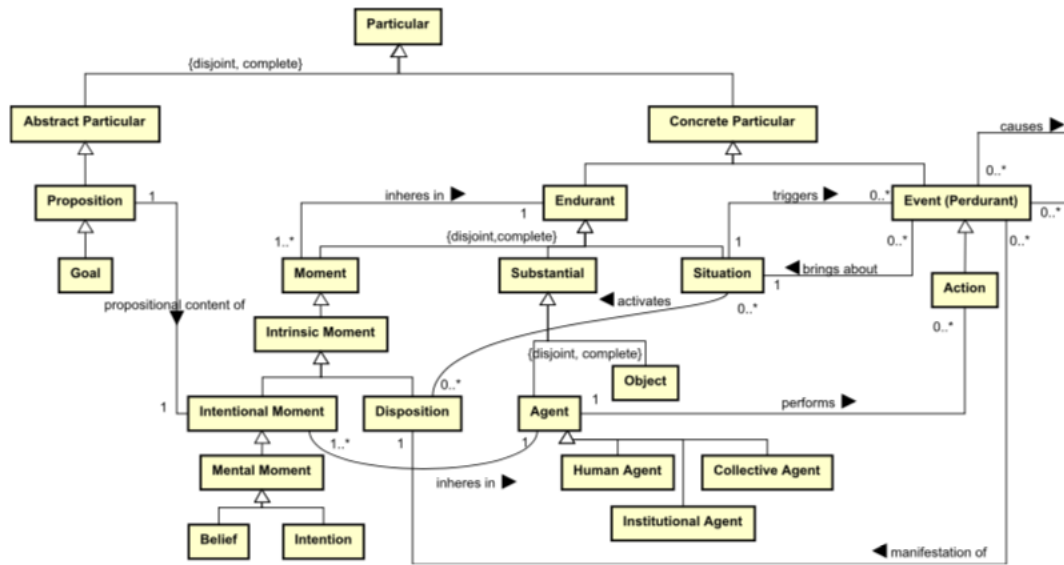 Particular
{disjoint, complete}
Abstract Particular
Concrete Particular
causes
0..*
Proposition
1
inheres in
1
Endurant
triggers
0..*
Event (Perdurant)
0..*
1..*
{disjoint,complete}
1
0..*
0..*
Goal
Moment
Substantial
Situation
brings about
1
Action
propositional content of
activates
0..*
0..*
Intrinsic Moment
{disjoint, complete}
Object
0..*
1
Intentional Moment
Disposition
Agent
1
performs
1..*
1
1
Mental Moment
Human Agent
Collective Agent
inheres in
Institutional Agent
Belief
Intention
manifestation of